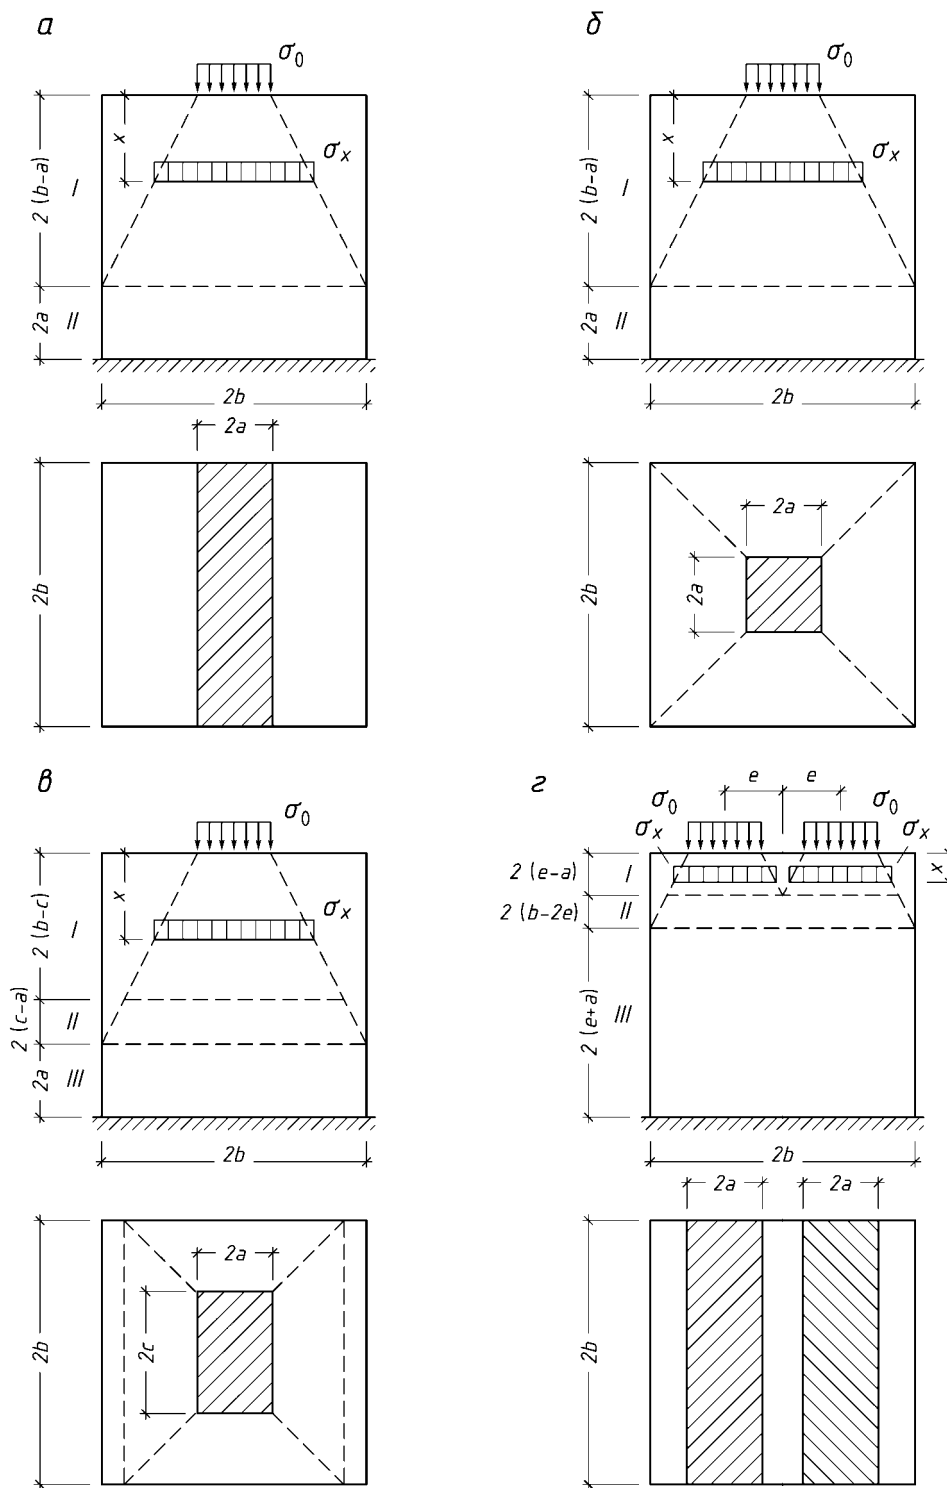 а
σ0
2 (b-a)
x
I
σx
2a
II
2b
2a
2b
б
σ0
2 (b-a)
x
I
σx
2a
II
2b
2a
2a
2b
в
σ0
2 (b-c)
x
I
σx
2 (c-a)
II
2a
III
2b
2a
2c
2b
г
e
e
σ0
σ0
σx
σx
2 (e-a)
I
x
2 (b-2e)
II
2 (e+a)
III
2b
2a
2a
2b